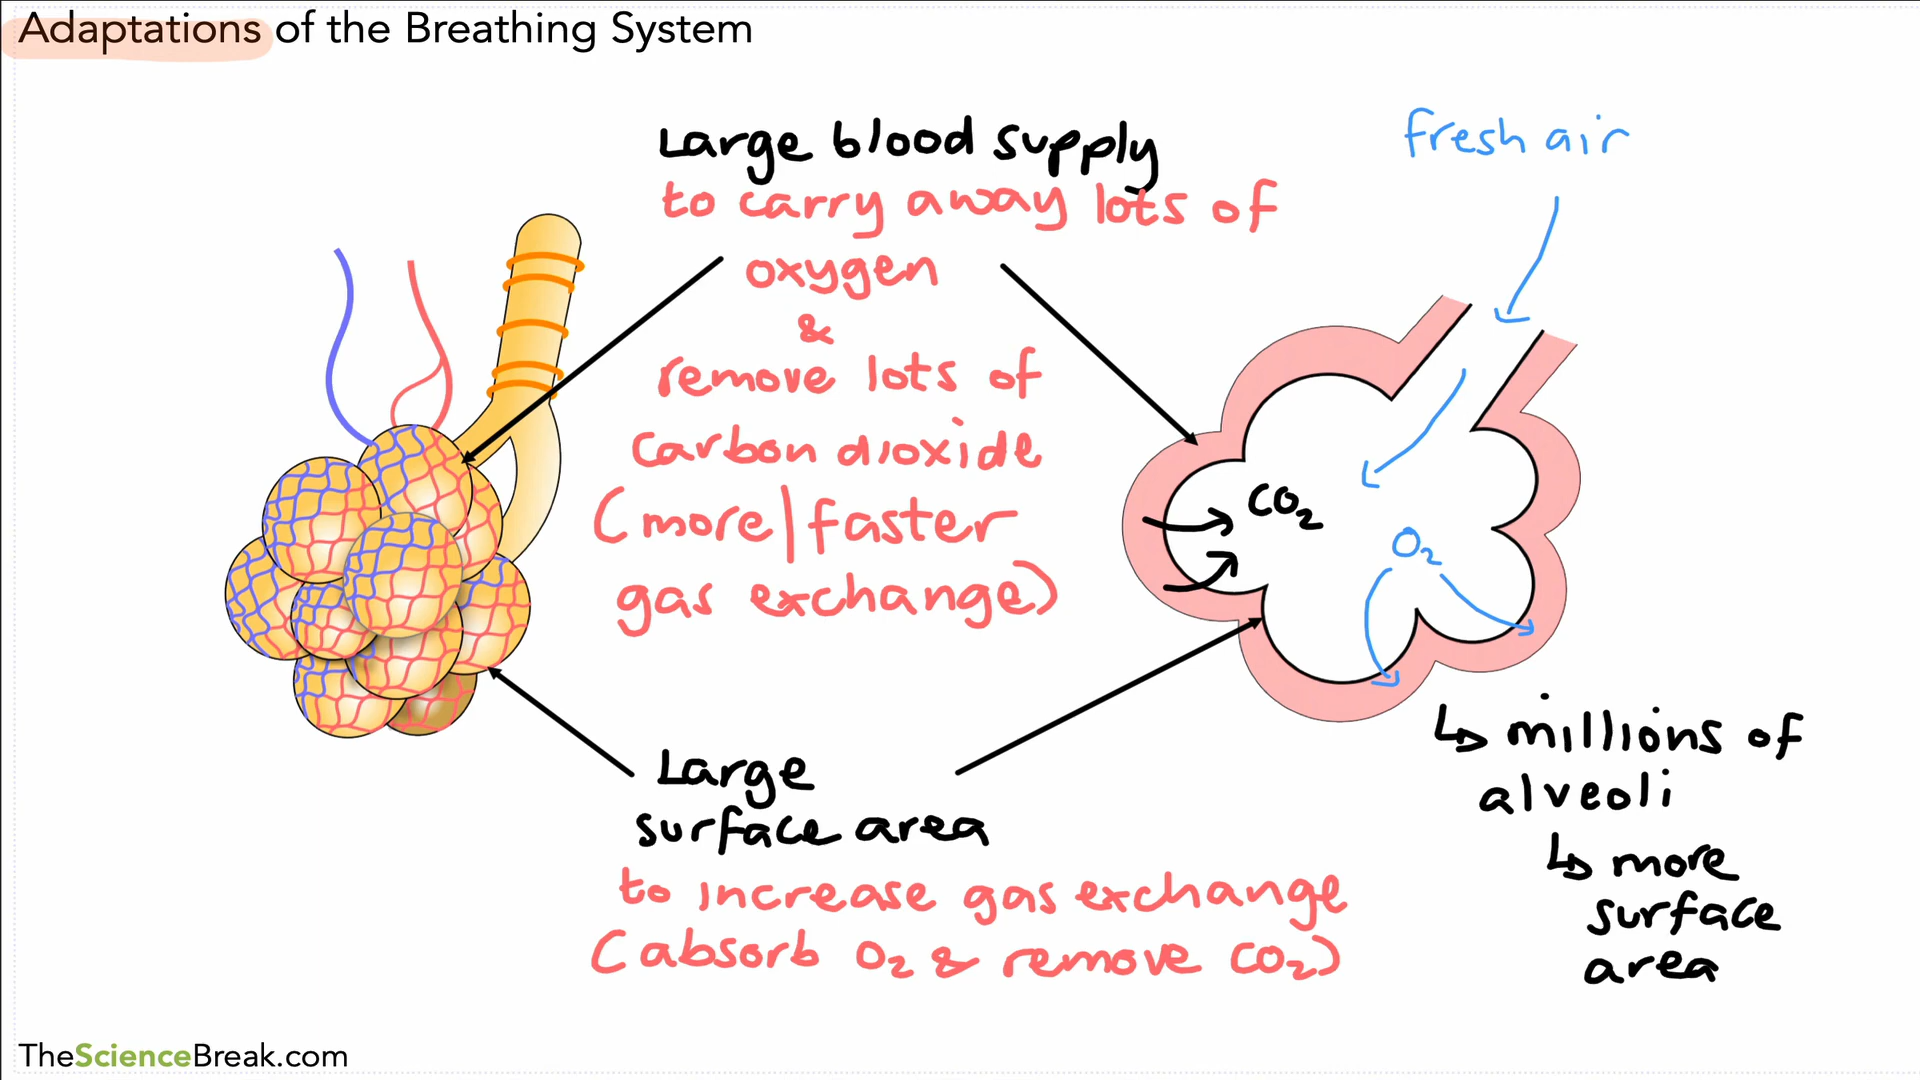 Adaptations of the Breathing System
Large blood supply
to carry away lots of
oxygen
&
remove lots of
carbon dioxide
(more/faster
gas exchange)
fresh air
CO₂
O₂
Large
surface area
to increase gas exchange
(absorb O₂ & remove CO₂)
↳ millions of
alveoli
↳ more
surface
area
TheScienceBreak.com